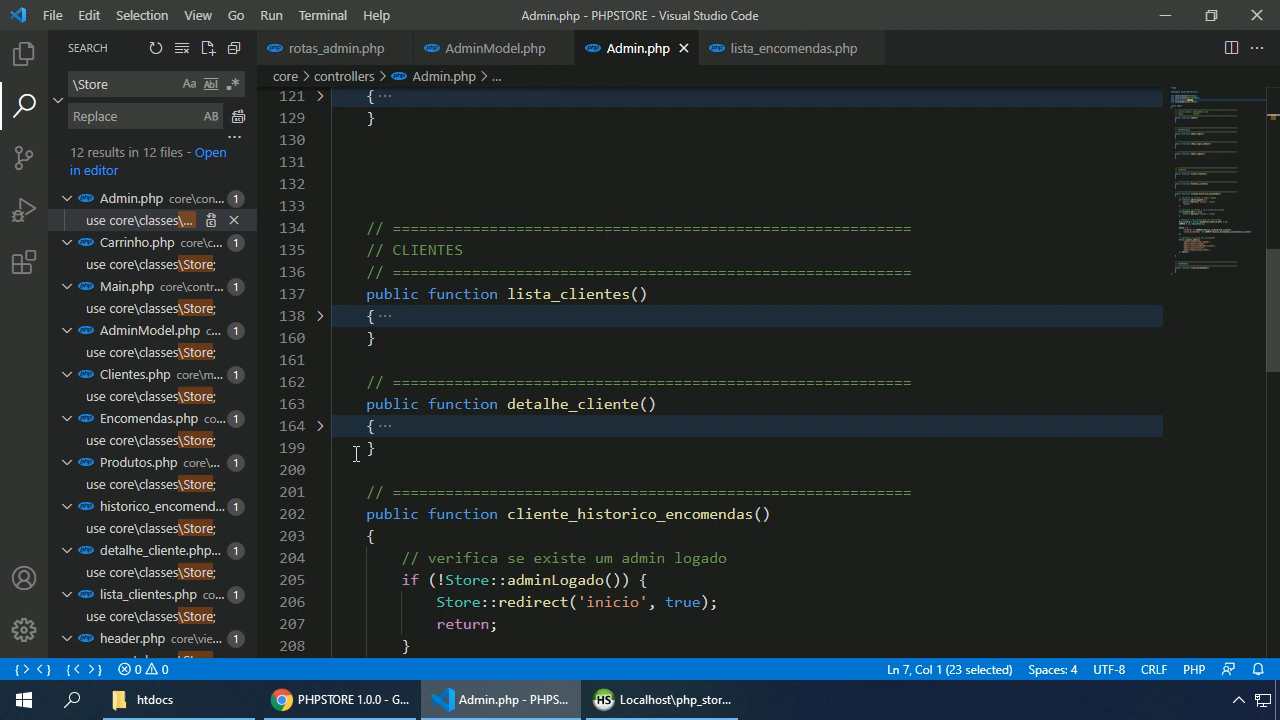 File Edit Selection View Go Run Terminal Help
Admin.php - PHPSTORE - Visual Studio Code
SEARCH
\Store
Aa Abl .*
Replace
AB
12 results in 12 files - Open
in editor
Admin.php core\con... 1
use core\classes\...
Carrinho.php core\c... 1
use core\classes\Store;
Main.php core\contr... 1
use core\classes\Store;
AdminModel.php c... 1
use core\classes\Store;
Clientes.php core\m... 1
use core\classes\Store;
Encomendas.php co... 1
use core\classes\Store;
Produtos.php core\... 1
use core\classes\Store;
historico_encomend... 1
use core\classes\Store;
detalhe_cliente.php... 1
use core\classes\Store;
lista_clientes.php co... 1
use core\classes\Store;
header.php core\vie... 1
rotas_admin.php
AdminModel.php
Admin.php
lista_encomendas.php
core > controllers > Admin.php > ...
121 > { ...
129 }
130
131
132
133
134 // ===========================================================
135 // CLIENTES
136 // ===========================================================
137 public function lista_clientes()
138 > { ...
160 }
161
162 // ===========================================================
163 public function detalhe_cliente()
164 > { ...
199 }
200
201 // ===========================================================
202 public function cliente_historico_encomendas()
203 {
204 // verifica se existe um admin logado
205 if (!Store::adminLogado()) {
206 Store::redirect('inicio', true);
207 return;
208 }
0 0
Ln 7, Col 1 (23 selected) Spaces: 4 UTF-8 CRLF PHP
htdocs
PHPSTORE 1.0.0 - G...
Admin.php - PHPS...
HS Localhost\php_stor...